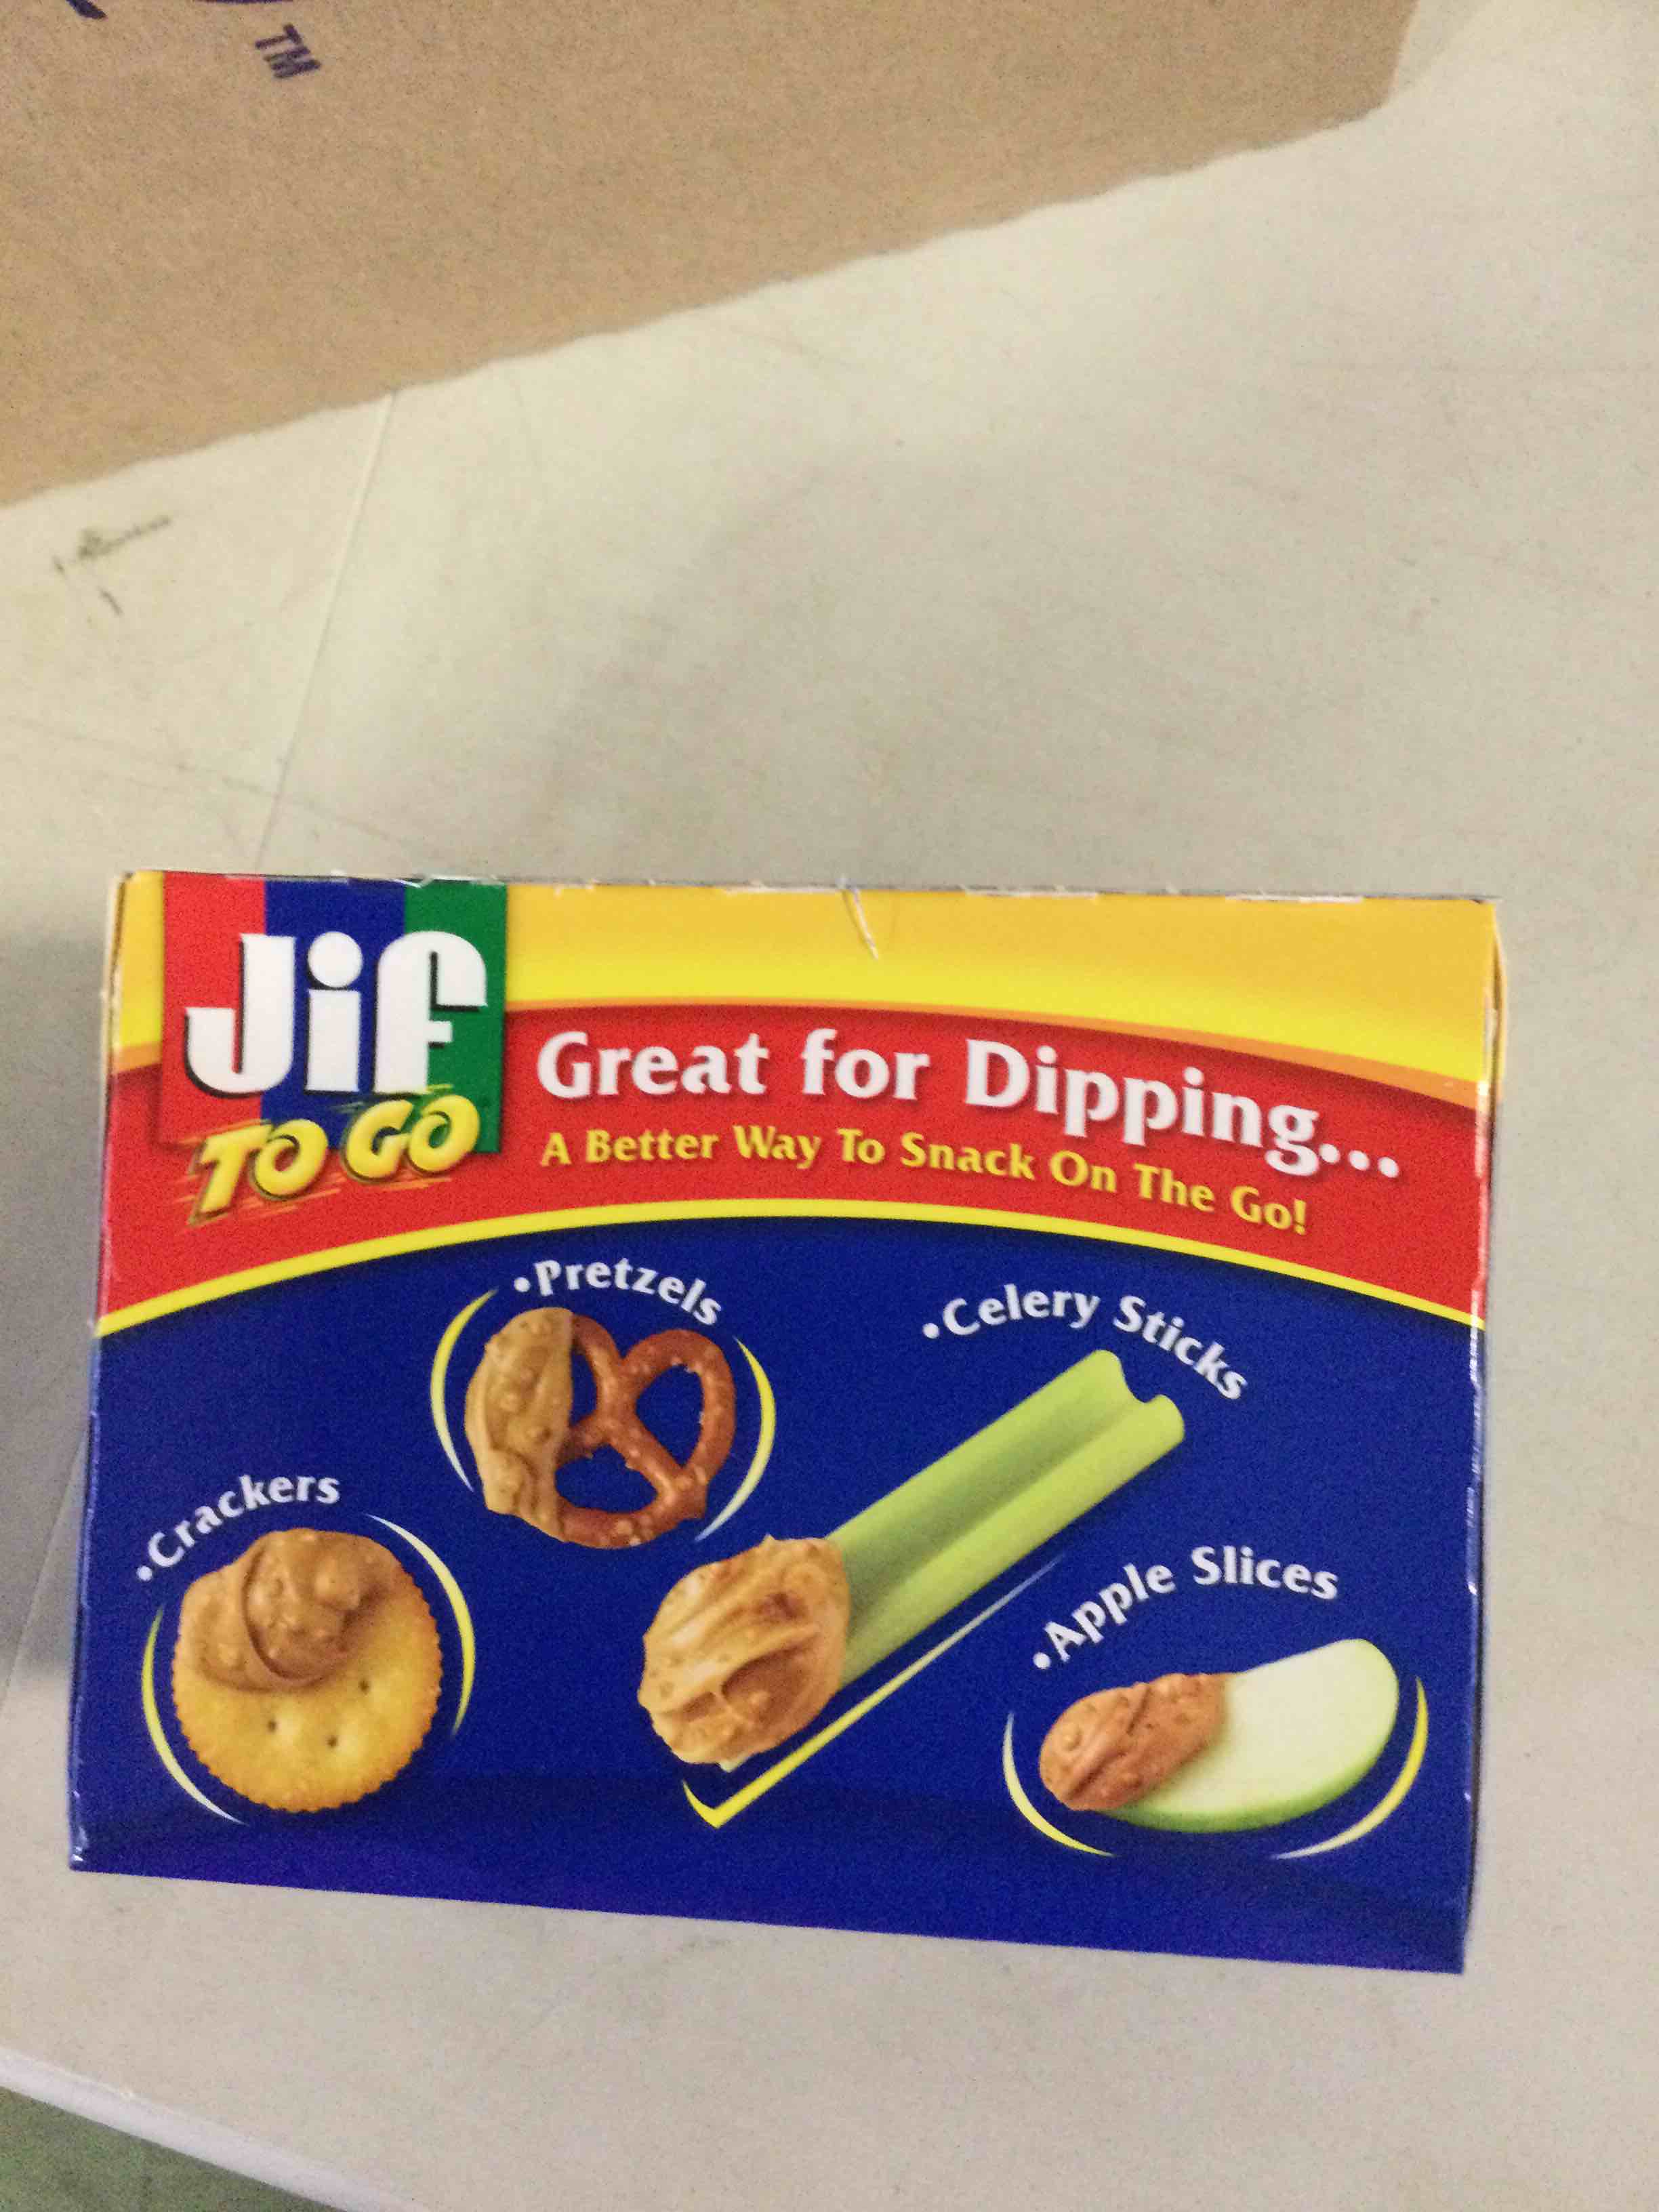 TM
Jif
TO GO
Great for Dipping...
A Better Way To Snack On The Go!
•Pretzels
•Celery Sticks
•Crackers
•Apple Slices